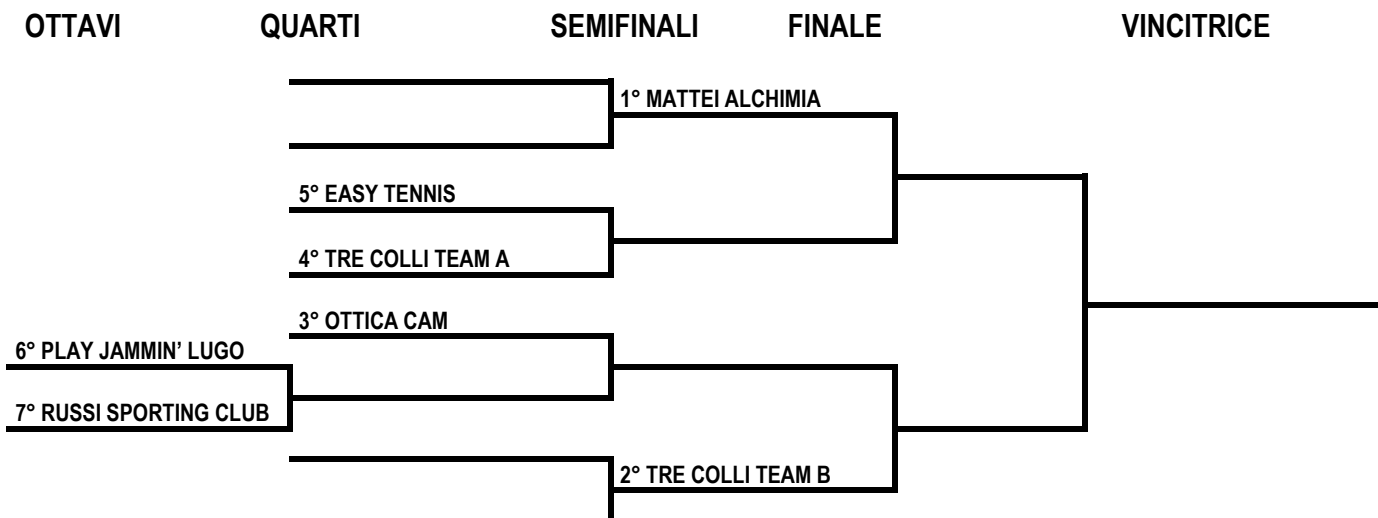 OTTAVI QUARTI SEMIFINALI FINALE VINCITRICE
1° MATTEI ALCHIMIA
5° EASY TENNIS
4° TRE COLLI TEAM A
3° OTTICA CAM
6° PLAY JAMMIN’ LUGO
7° RUSSI SPORTING CLUB
2° TRE COLLI TEAM B